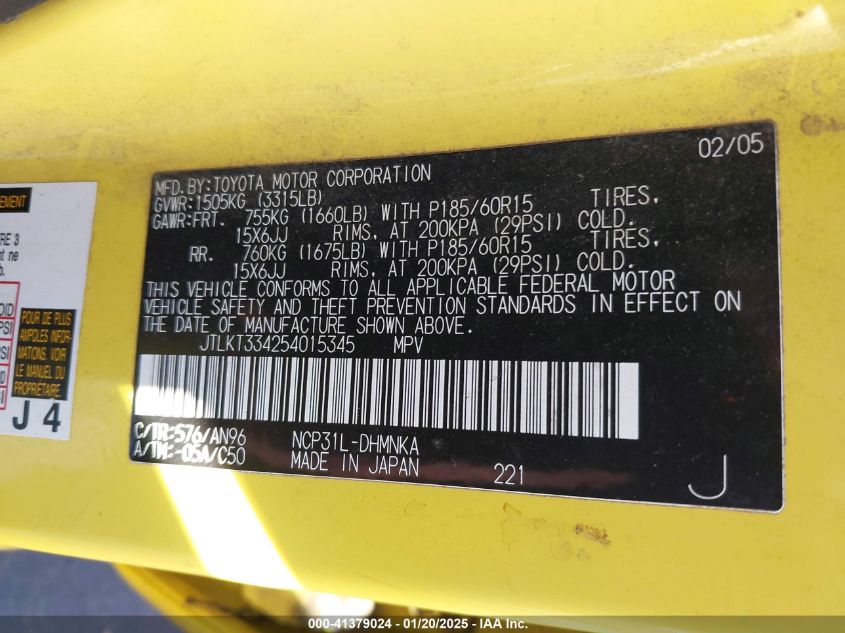 02/05
MFD. BY:TOYOTA MOTOR CORPORATION
GVWR:1505KG (3315LB)
GAWR:FRT. 755KG (1660LB) WITH P185/60R15 TIRES,
15X6JJ RIMS, AT 200KPA (29PSI) COLD.
RR. 760KG (1675LB) WITH P185/60R15 TIRES,
15X6JJ RIMS, AT 200KPA (29PSI) COLD.
THIS VEHICLE CONFORMS TO ALL APPLICABLE FEDERAL MOTOR
VEHICLE SAFETY AND THEFT PREVENTION STANDARDS IN EFFECT ON
THE DATE OF MANUFACTURE SHOWN ABOVE.
JTLKT334254015345 MPV
C/TR:576/AN96 NCP31L-DHMNKA
A/TM:-05A/C50 MADE IN JAPAN 221 J
POUR DE PLUS
AMPLES INFOR-
MATIONS, VOIR
LE MANUEL DU
PROPRIÉTAIRE.
J 4
000-41379024 - 01/20/2025 - IAA Inc.